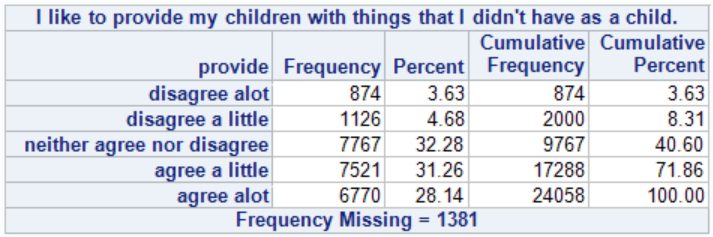 I like to provide my children with things that I didn't have as a child.
provide Frequency Percent Cumulative Frequency Cumulative Percent
disagree alot 874 3.63 874 3.63
disagree a little 1126 4.68 2000 8.31
neither agree nor disagree 7767 32.28 9767 40.60
agree a little 7521 31.26 17288 71.86
agree alot 6770 28.14 24058 100.00
Frequency Missing = 1381